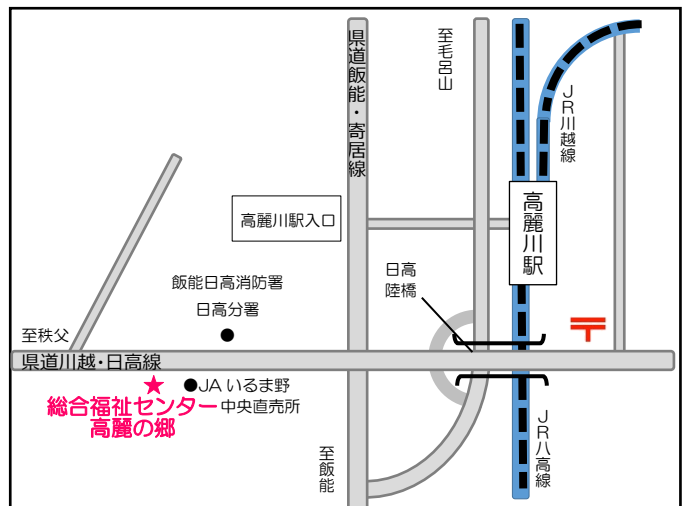 県道飯能・寄居線
至毛呂山
JR川越線
高麗川駅入口
高麗川駅
飯能日高消防署
日高分署
日高
陸橋
至秩父
県道川越・日高線
JAいるま野
中央直売所
総合福祉センター
高麗の郷
至飯能
JR八高線